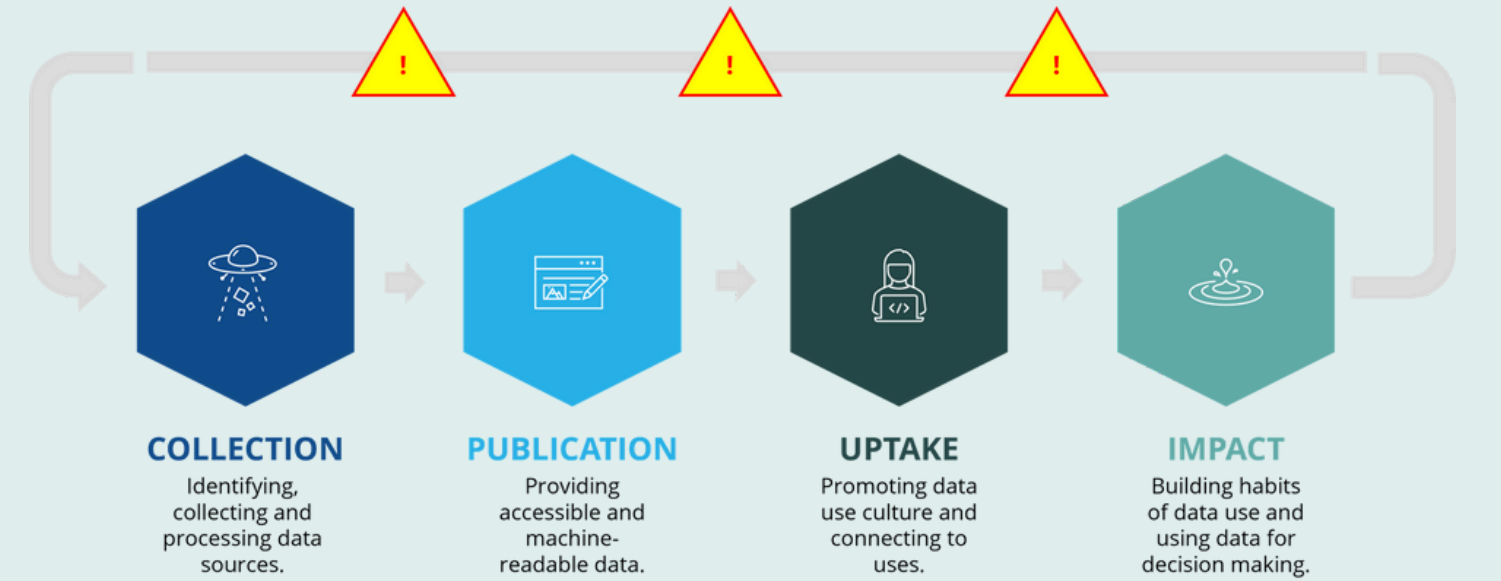 ! ! !
</>
COLLECTION
Identifying,
collecting and
processing data
sources.
PUBLICATION
Providing
accessible and
machine-
readable data.
UPTAKE
Promoting data
use culture and
connecting to
uses.
IMPACT
Building habits
of data use and
using data for
decision making.